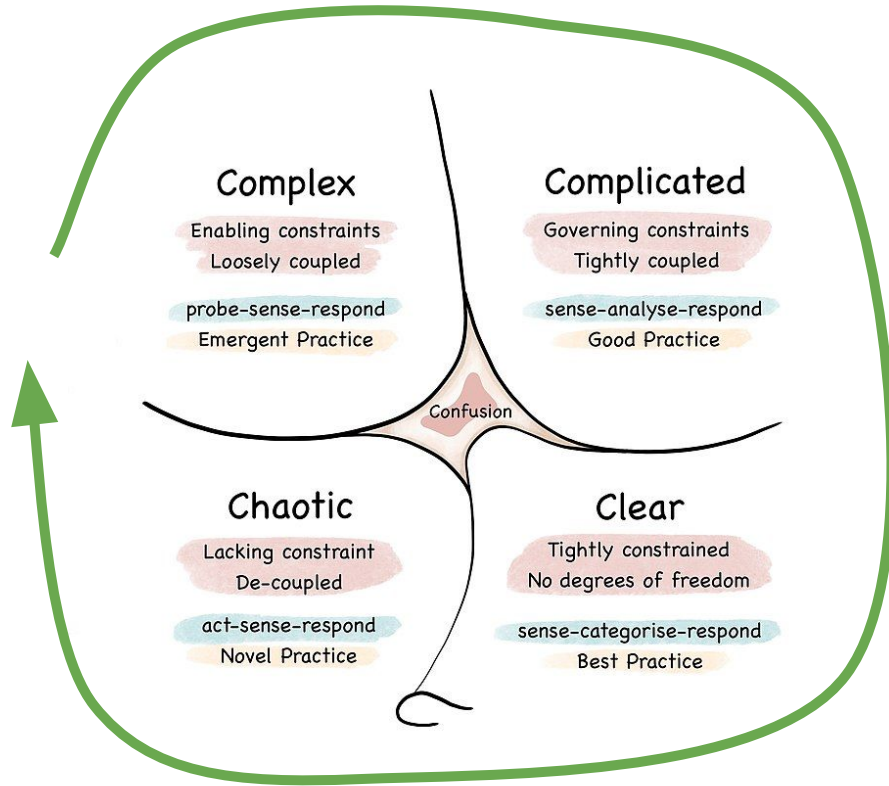 Complex
Enabling constraints
Loosely coupled
probe-sense-respond
Emergent Practice
Complicated
Governing constraints
Tightly coupled
sense-analyse-respond
Good Practice
Confusion
Chaotic
Lacking constraint
De-coupled
act-sense-respond
Novel Practice
Clear
Tightly constrained
No degrees of freedom
sense-categorise-respond
Best Practice